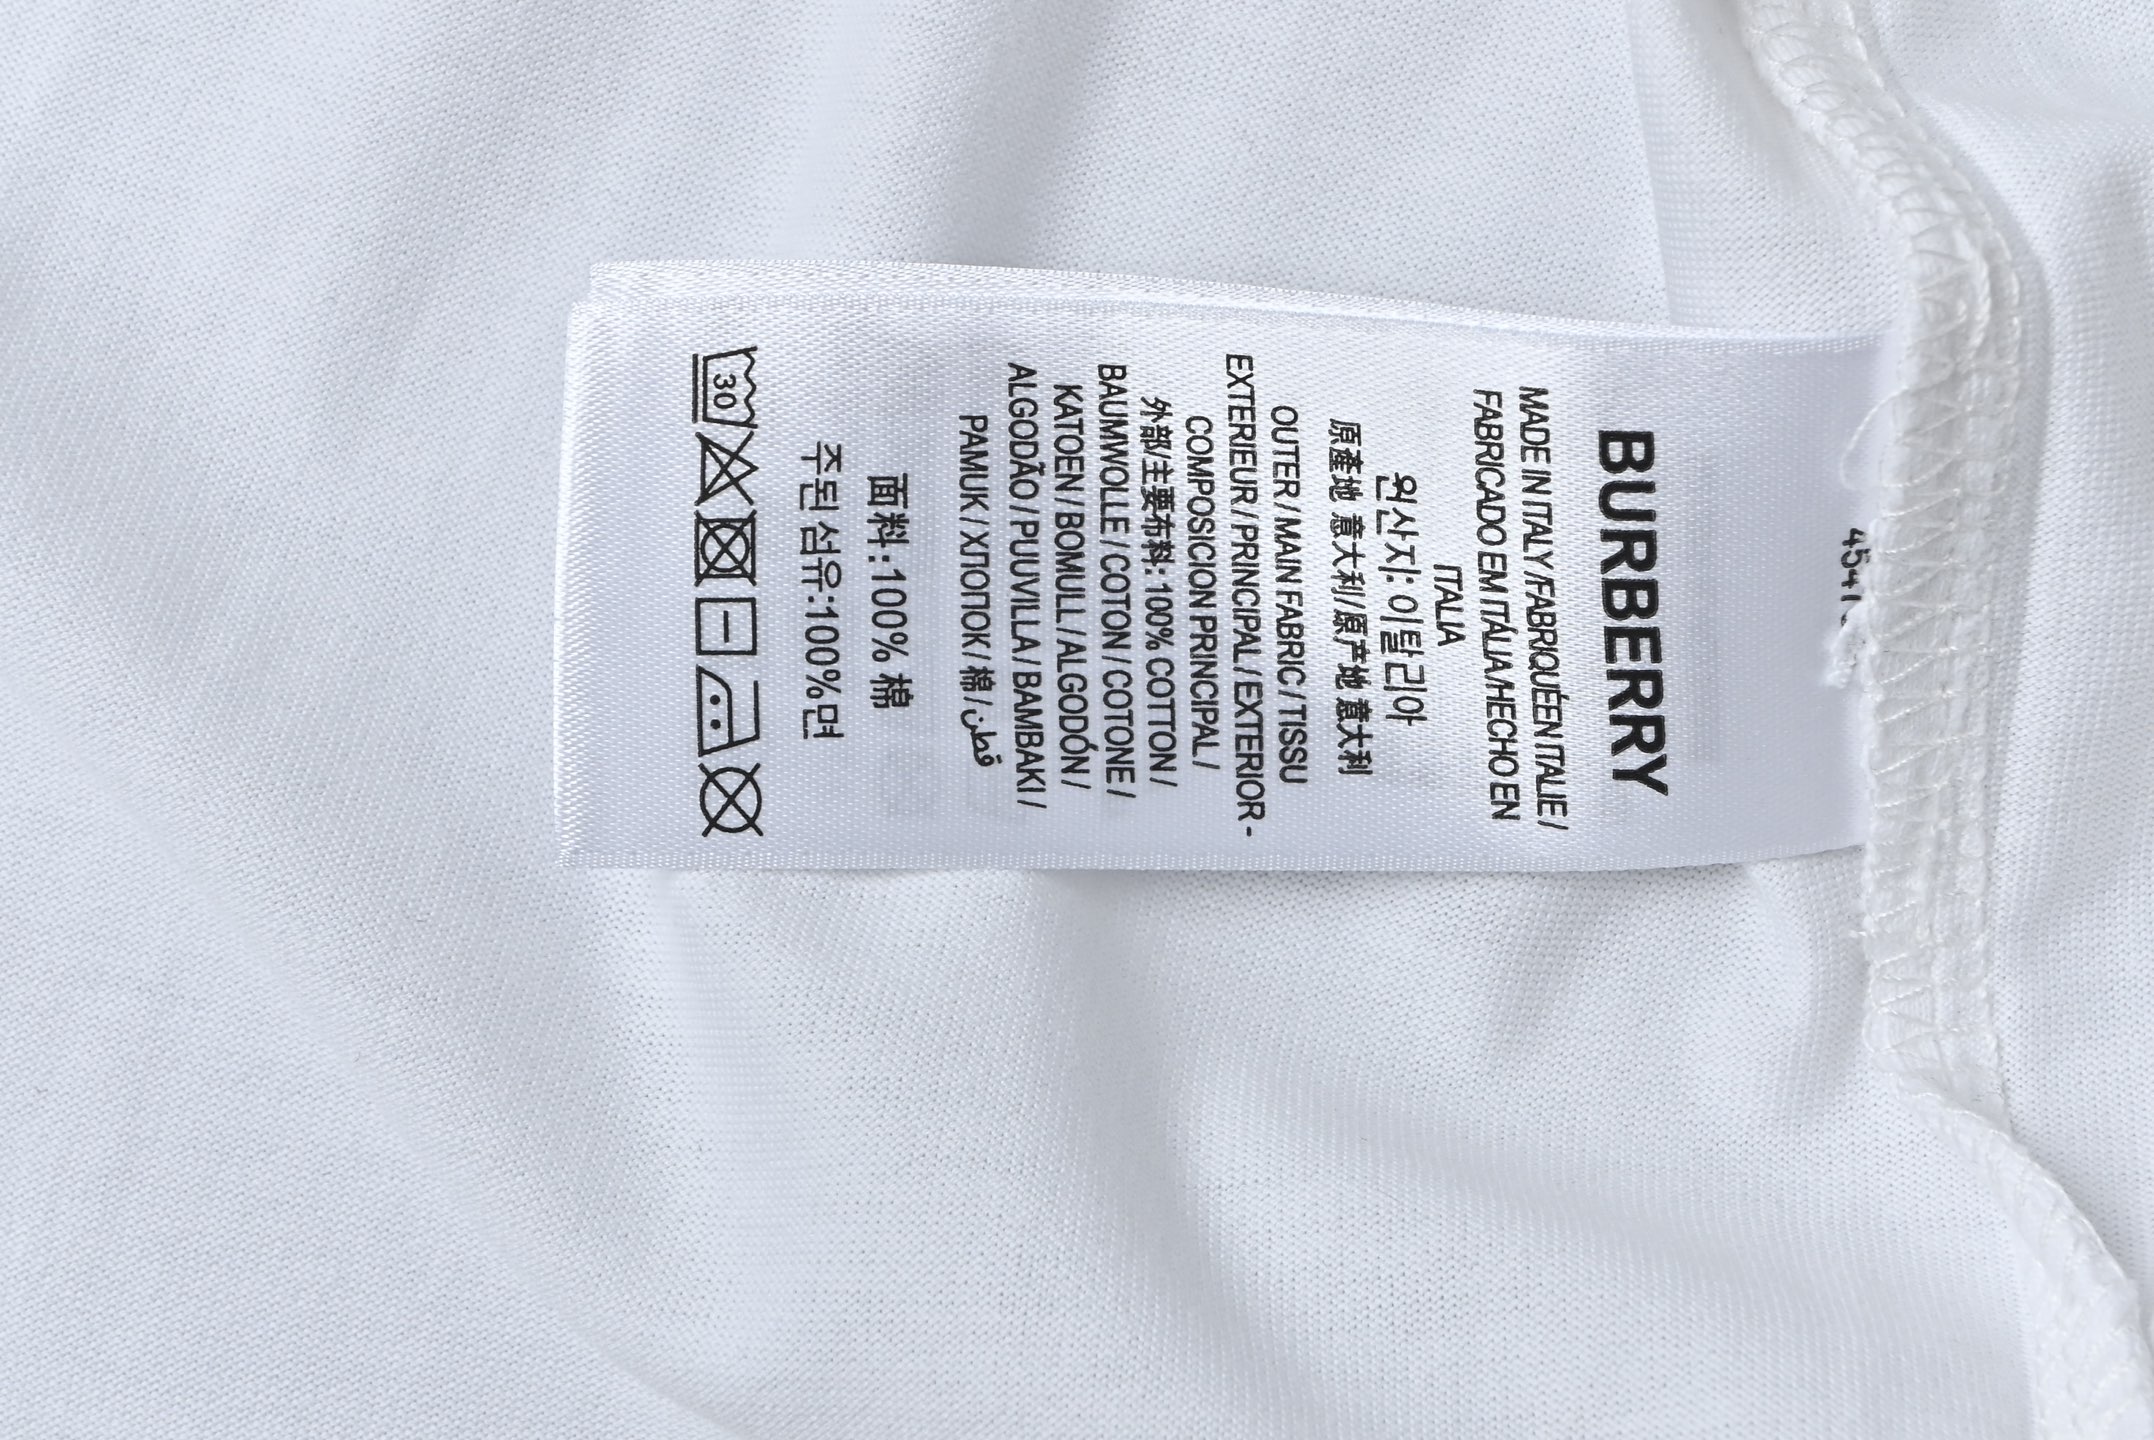 BURBERRY
MADE IN ITALY/FABRIQUÉ EN ITALIE/
FABRICADO EM ITÁLIA/HECHO EN
ITALIA
원산지: 이탈리아
原產地 意大利/原产地 意大利
OUTER / MAIN FABRIC / TISSU
EXTERIEUR / PRINCIPAL / EXTERIOR-
COMPOSICION PRINCIPAL /
外部/主要布料: 100% COTTON /
BAUMWOLLE / COTON / COTONE /
KATOEN / BOMULL / ALGODÓN /
ALGODÃO / PUUVILLA / BAMBAKI /
PAMUK / ХПОПОК / 棉 / قطن
面料:100% 棉
주된 섬유:100%면
30